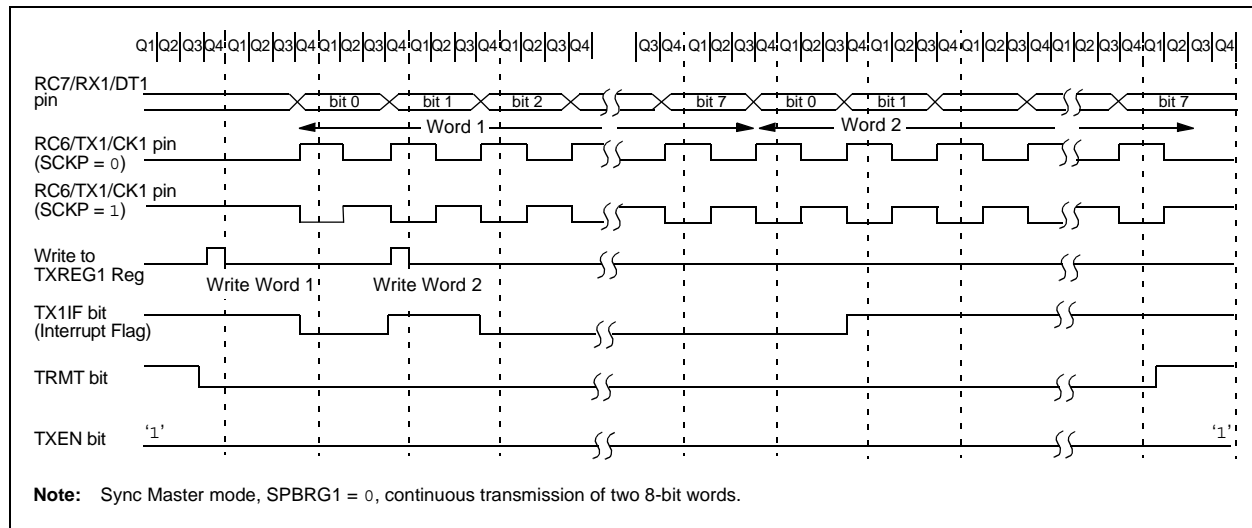 Q1 Q2 Q3 Q4 Q1 Q2 Q3 Q4 Q1 Q2 Q3 Q4 Q1 Q2 Q3 Q4 Q1 Q2 Q3 Q4 Q3 Q4 Q1 Q2 Q3 Q4 Q1 Q2 Q3 Q4 Q1 Q2 Q3 Q4 Q1 Q2 Q3 Q4 Q1 Q2 Q3 Q4 Q1 Q2 Q3 Q4
RC7/RX1/DT1
pin
bit 0 bit 1 bit 2 bit 7 bit 0 bit 1 bit 7
Word 1 Word 2
RC6/TX1/CK1 pin
(SCKP = 0)
RC6/TX1/CK1 pin
(SCKP = 1)
Write to
TXREG1 Reg
Write Word 1 Write Word 2
TX1IF bit
(Interrupt Flag)
TRMT bit
TXEN bit
‘1’ ‘1’
Note: Sync Master mode, SPBRG1 = 0, continuous transmission of two 8-bit words.